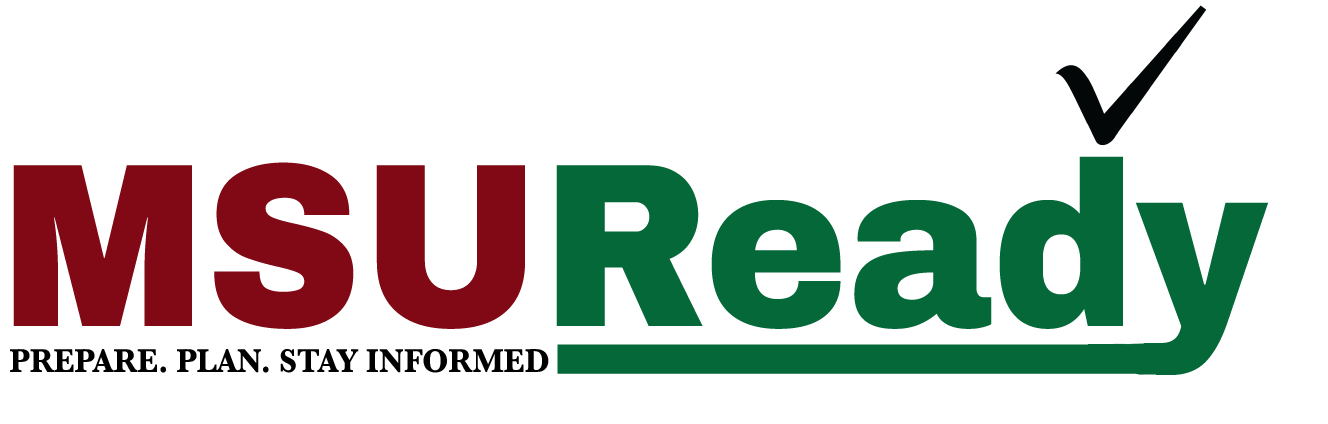 MSUReady
PREPARE. PLAN. STAY INFORMED